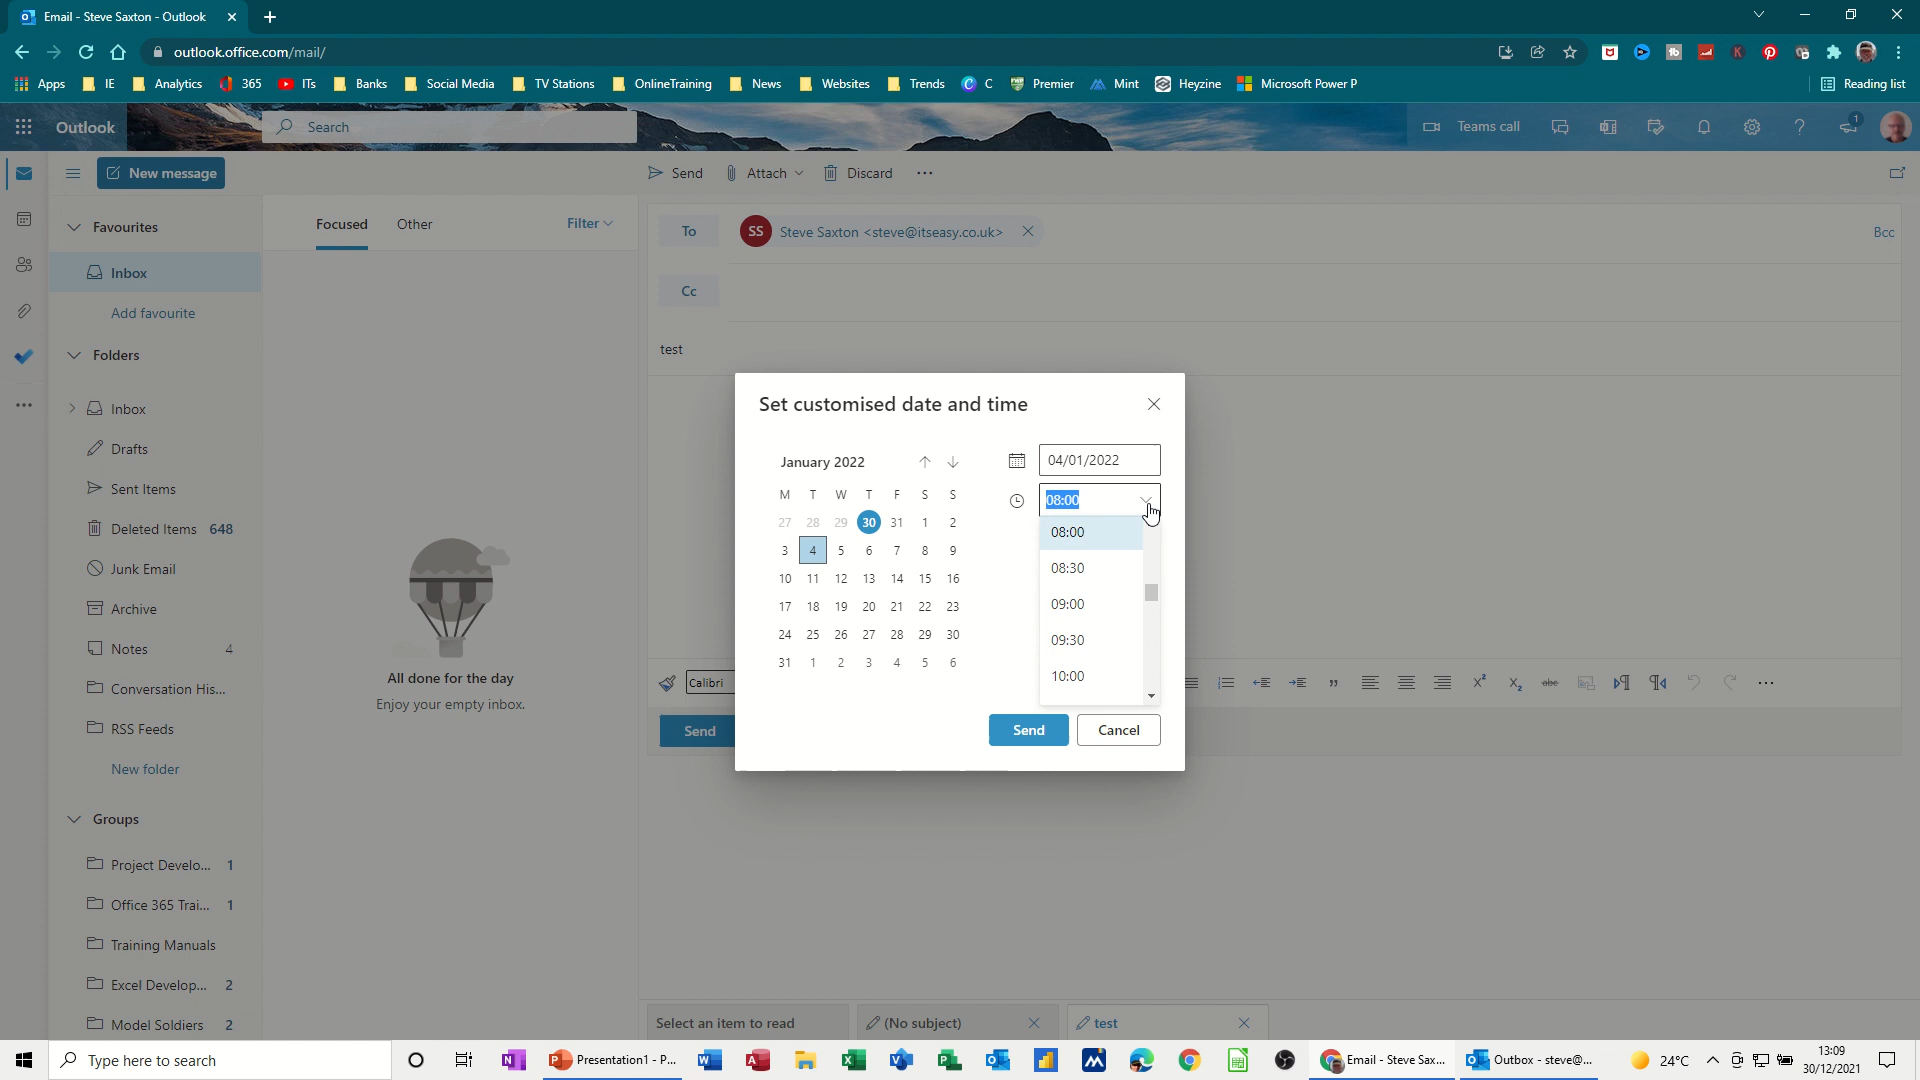 Email - Steve Saxton - Outlook
outlook.office.com/mail/
Apps IE Analytics 365 ITs Banks Social Media TV Stations OnlineTraining News Websites Trends C Premier Mint Heyzine Microsoft Power P Reading list
Outlook Search Teams call 1
New message Send Attach Discard
Favourites Focused Other Filter To SS Steve Saxton <steve@itseasy.co.uk> Bcc
Inbox
Cc
Add favourite
Folders test
Inbox
Drafts
Sent Items
Deleted Items 648
Junk Email
Archive
Notes 4
Conversation His...
RSS Feeds
New folder
Groups
Project Develo... 1
Office 365 Trai... 1
Training Manuals
Excel Develop... 2
Model Soldiers 2
All done for the day
Enjoy your empty inbox.
Set customised date and time
January 2022
M T W T F S S
27 28 29 30 31 1 2
3 4 5 6 7 8 9
10 11 12 13 14 15 16
17 18 19 20 21 22 23
24 25 26 27 28 29 30
31 1 2 3 4 5 6
04/01/2022
08:00
08:00
08:30
09:00
09:30
10:00
Send Cancel
Calibri
Send
Select an item to read (No subject) test
Type here to search Presentation1 - P... Email - Steve Sax... Outbox - steve@... 24°C 13:09
30/12/2021